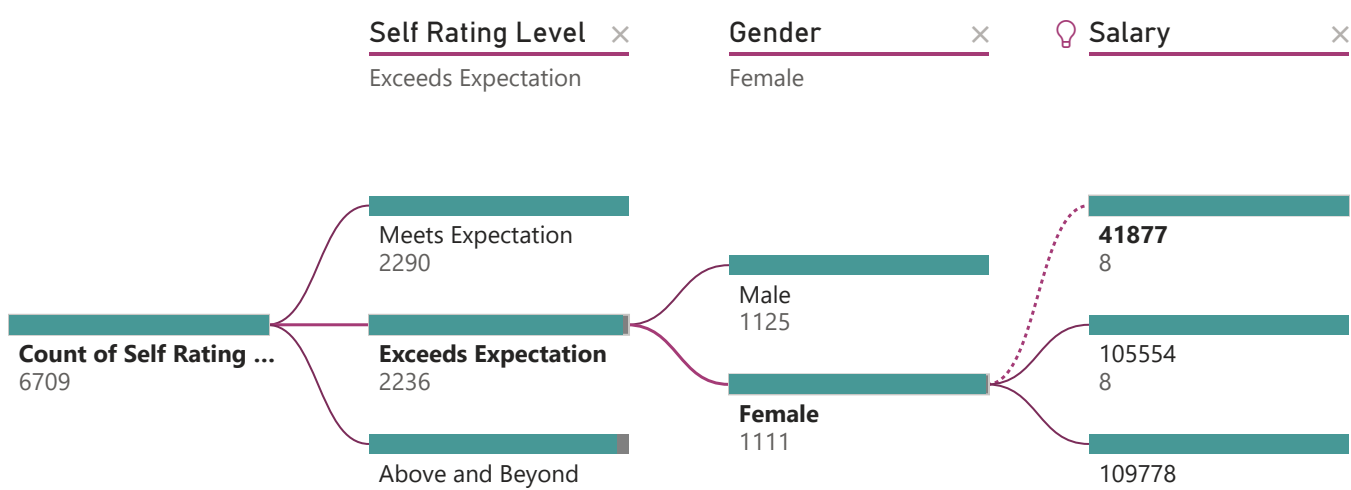 Self Rating Level
Gender
Salary
Exceeds Expectation
Female
Meets Expectation
2290
Male
1125
41877
8
Count of Self Rating ...
6709
Exceeds Expectation
2236
Female
1111
105554
8
Above and Beyond
109778